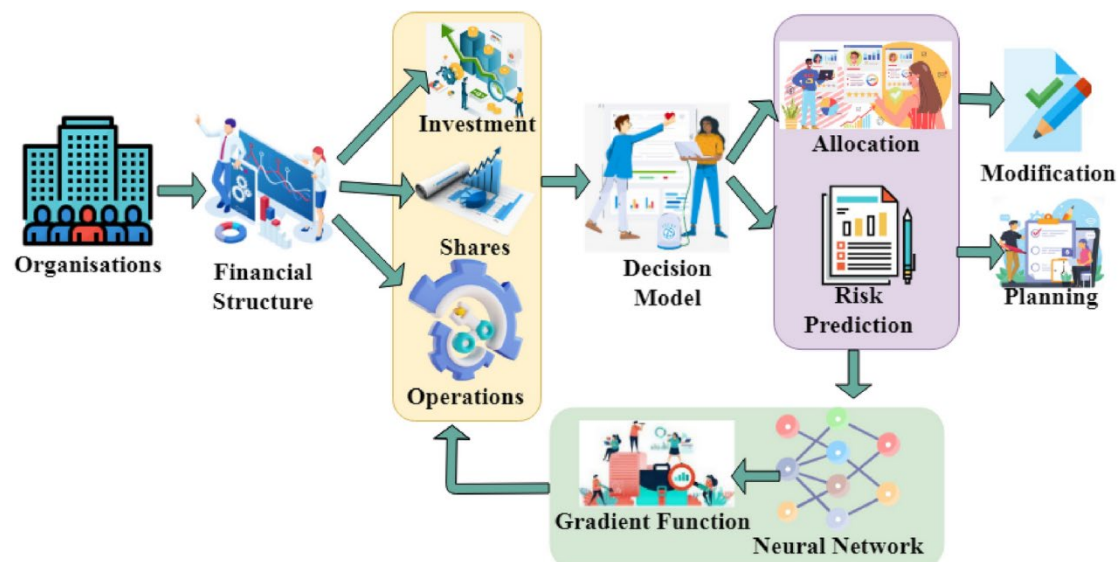 Organisations
Financial
Structure
Investment
Shares
Operations
Decision
Model
Allocation
Risk
Prediction
Modification
Planning
Gradient Function
Neural Network